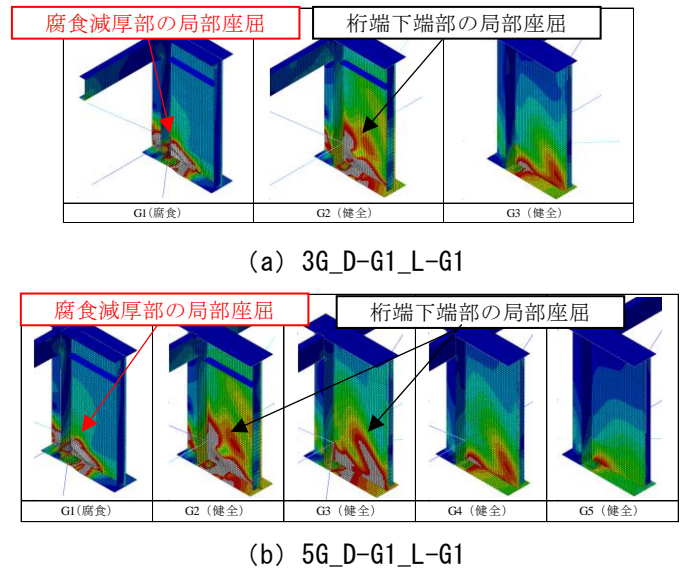 腐食減厚部の局部座屈
桁端下端部の局部座屈
G1(腐食)
G2（健全）
G3（健全）
(a) 3G_D-G1_L-G1
腐食減厚部の局部座屈
桁端下端部の局部座屈
G1(腐食)
G2（健全）
G3（健全）
G4（健全）
G5（健全）
(b) 5G_D-G1_L-G1